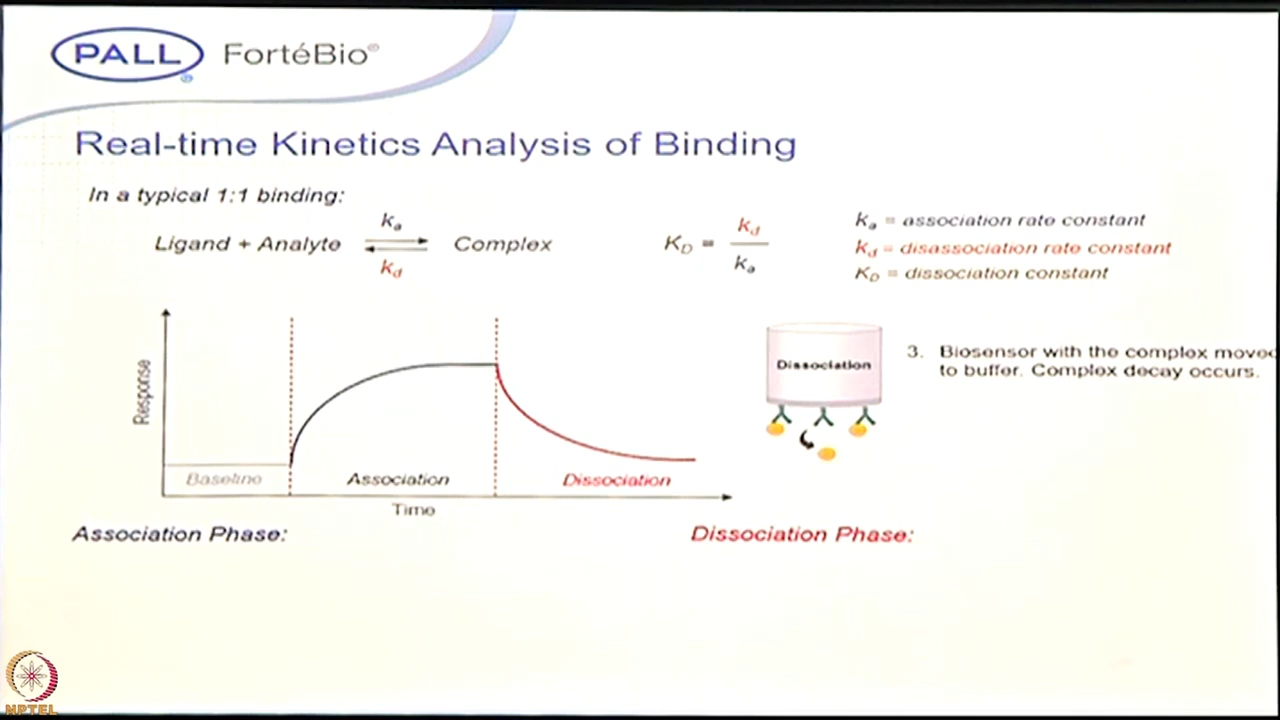 PALL ® FortéBio®
Real-time Kinetics Analysis of Binding
In a typical 1:1 binding:
Ligand + Analyte ka kd Complex
KD = kd ka
ka = association rate constant
kd = disassociation rate constant
KD = dissociation constant
Response
Baseline
Association
Dissociation
Time
Dissociation
3. Biosensor with the complex moved
to buffer. Complex decay occurs.
Association Phase:
Dissociation Phase:
NPTEL